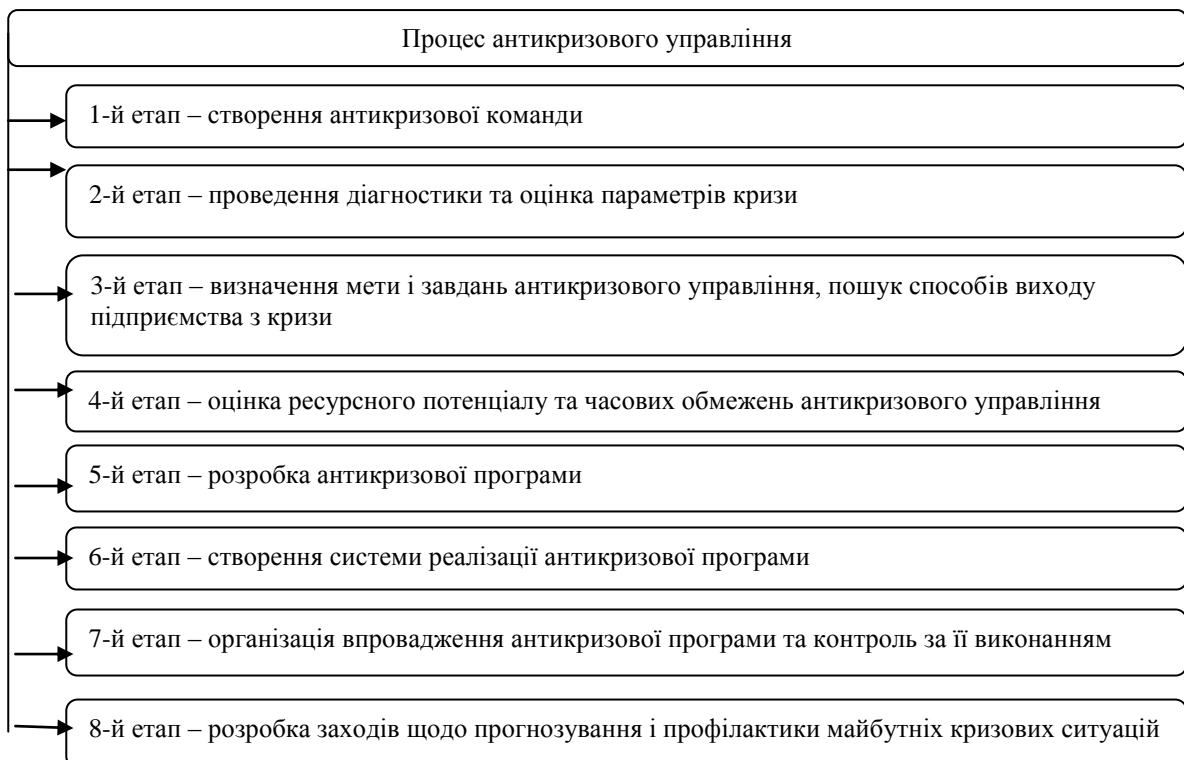 Процес антикризового управління
1-й етап – створення антикризової команди
2-й етап – проведення діагностики та оцінка параметрів кризи
3-й етап – визначення мети і завдань антикризового управління, пошук способів виходу
підприємства з кризи
4-й етап – оцінка ресурсного потенціалу та часових обмежень антикризового управління
5-й етап – розробка антикризової програми
6-й етап – створення системи реалізації антикризової програми
7-й етап – організація впровадження антикризової програми та контроль за її виконанням
8-й етап – розробка заходів щодо прогнозування і профілактики майбутніх кризових ситуацій